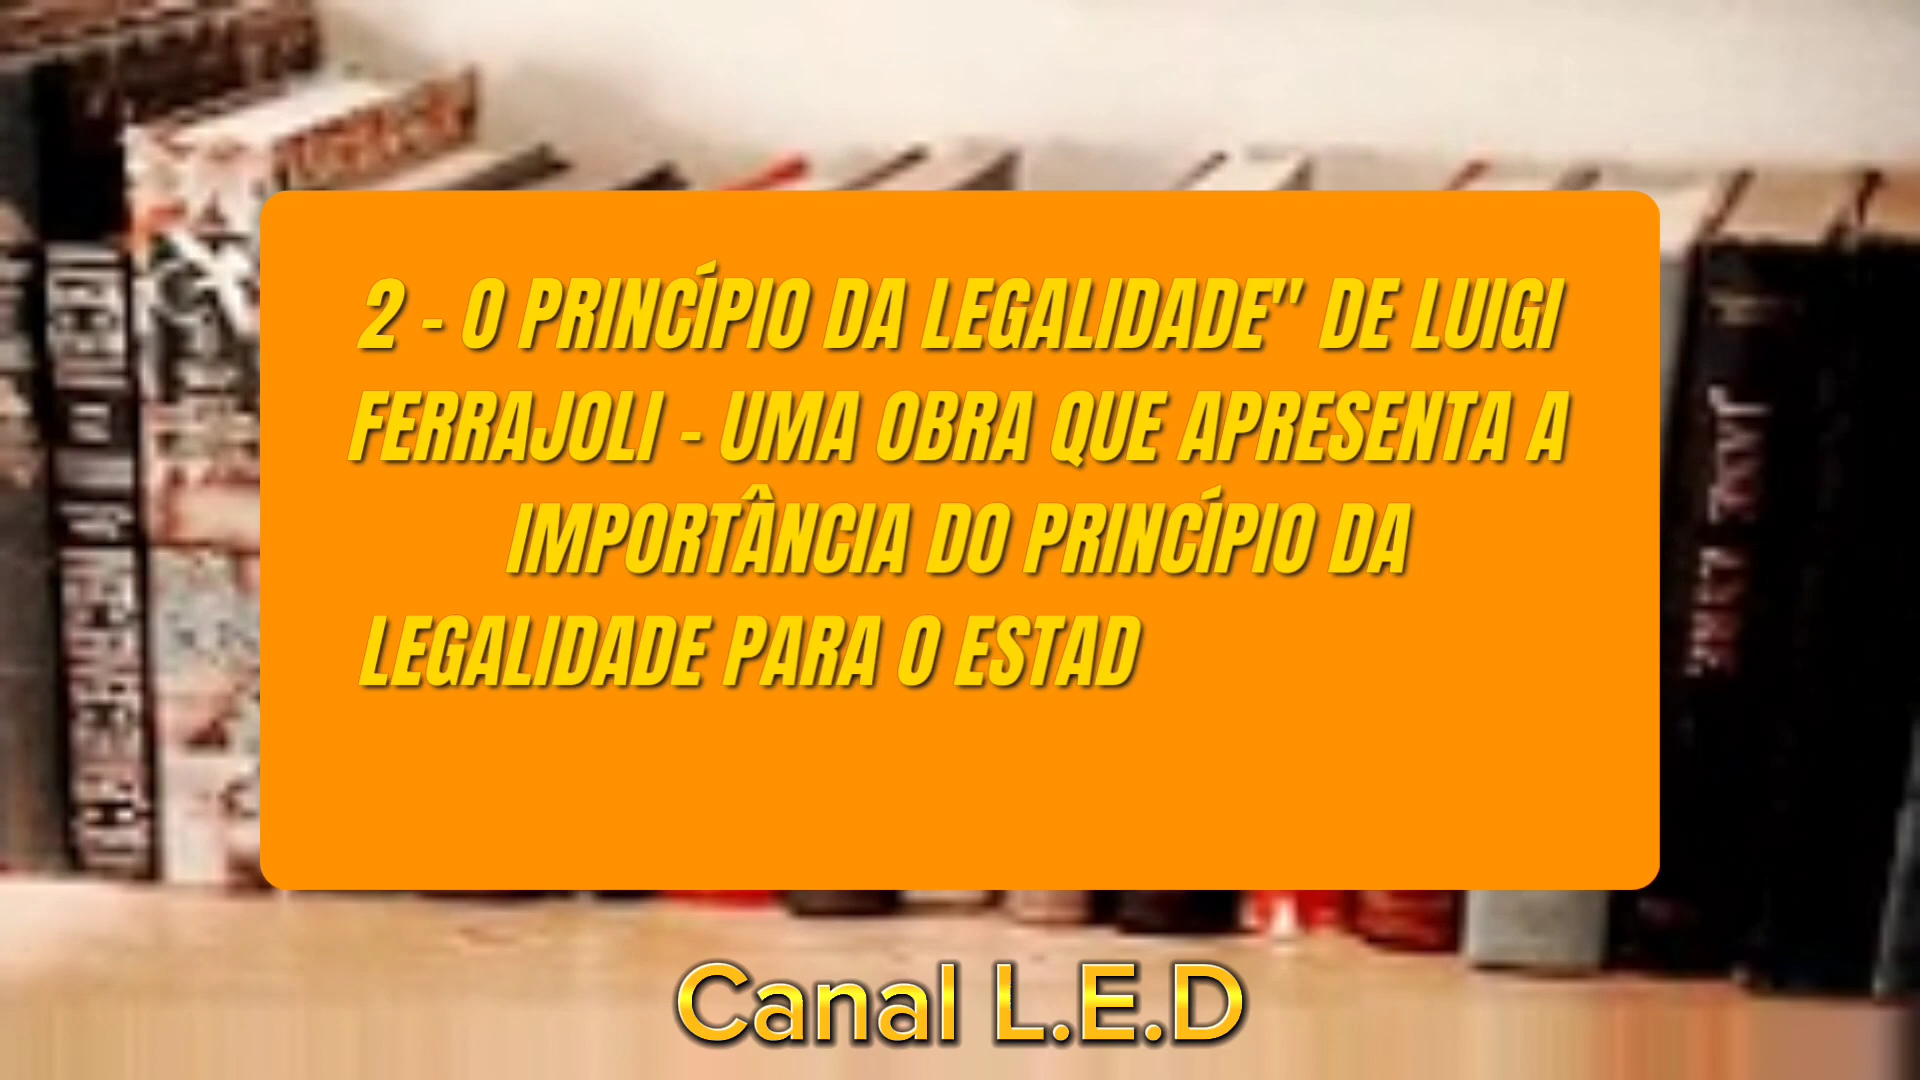 2 - O PRINCÍPIO DA LEGALIDADE" DE LUIGI
FERRAJOLI - UMA OBRA QUE APRESENTA A
IMPORTÂNCIA DO PRINCÍPIO DA
LEGALIDADE PARA O ESTAD
Canal L.E.D